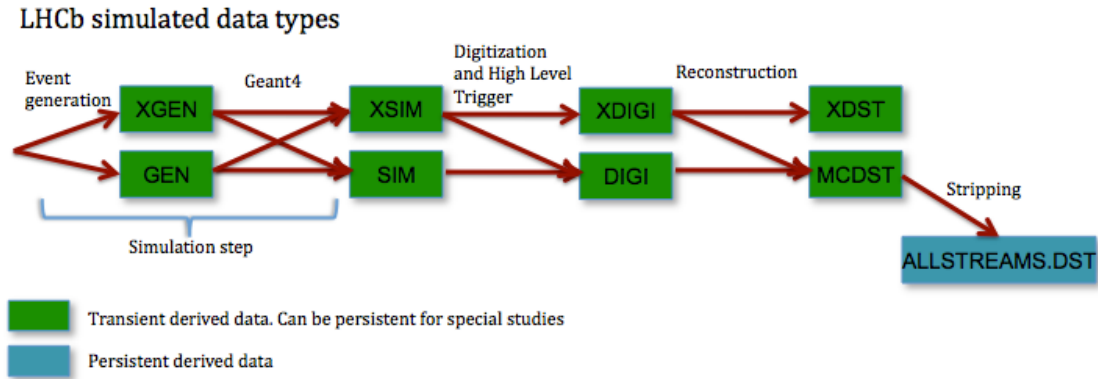 LHCb simulated data types
Event
generation
Geant4
Digitization
and High Level
Trigger
Reconstruction
XGEN
XSIM
XDIGI
XDST
GEN
SIM
DIGI
MCDST
Stripping
Simulation step
ALLSTREAMS.DST
Transient derived data. Can be persistent for special studies
Persistent derived data